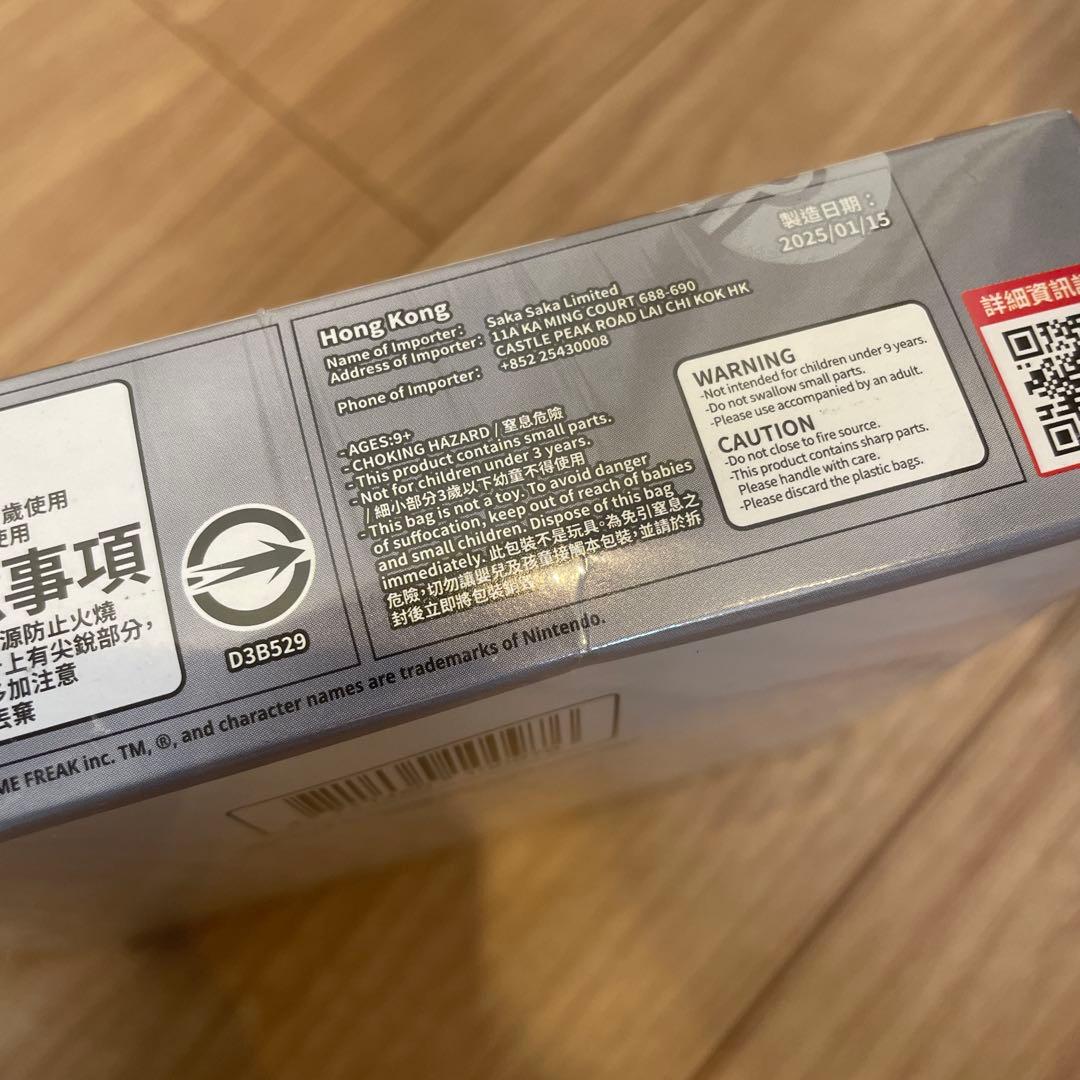 歲使用
使用
事項
源防止火燒
上有尖銳部分，
多加注意
丟棄
D3B529
Hong Kong
Name of Importer: Saka Saka Limited
Address of Importer: 11A KA MING COURT 688-690
CASTLE PEAK ROAD LAI CHI KOK HK
Phone of Importer: +852 25430008
-AGES:9+
-CHOKING HAZARD / 窒息危險
- This product contains small parts.
- Not for children under 3 years.
/ 細小部分3歲以下幼童不得使用
-This bag is not a toy. To avoid danger
of suffocation, keep out of reach of babies
and small children. Dispose of this bag
immediately. 此包裝不是玩具。為免引窒息之
危險，切勿讓嬰兒及孩童接觸本包裝，並請於拆
封後立即將包裝銷
製造日期：
2025/01/15
WARNING
-Not intended for children under 9 years.
-Do not swallow small parts.
-Please use accompanied by an adult.
CAUTION
-Do not close to fire source.
-This product contains sharp parts.
Please handle with care.
-Please discard the plastic bags.
詳細資訊
ME FREAK inc. TM, ®, and character names are trademarks of Nintendo.